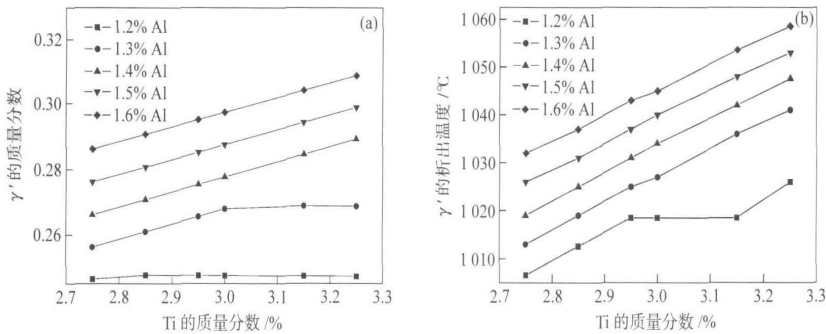 (a)
1.2% Al
1.3% Al
1.4% Al
1.5% Al
1.6% Al
0.32
0.30
0.28
0.26
γ′的质量分数
2.7 2.8 2.9 3.0 3.1 3.2 3.3
Ti 的质量分数 /%
(b)
1.2% Al
1.3% Al
1.4% Al
1.5% Al
1.6% Al
1 060
1 050
1 040
1 030
1 020
1 010
γ′的析出温度 /℃
2.7 2.8 2.9 3.0 3.1 3.2 3.3
Ti 的质量分数 /%